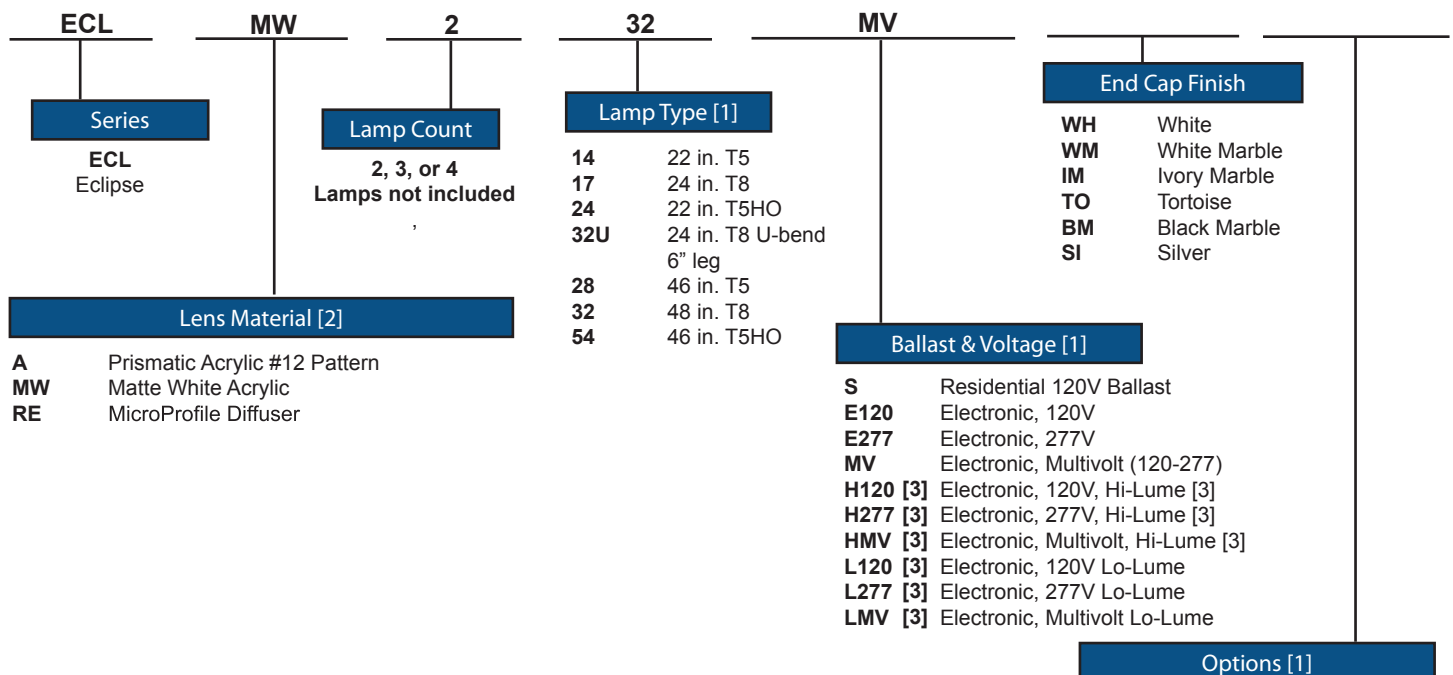 ECL MW 2 32 MV
Series
ECL
Eclipse
Lamp Count
2, 3, or 4
Lamps not included
,
Lens Material [2]
A Prismatic Acrylic #12 Pattern
MW Matte White Acrylic
RE MicroProfile Diffuser
Lamp Type [1]
14 22 in. T5
17 24 in. T8
24 22 in. T5HO
32U 24 in. T8 U-bend
6” leg
28 46 in. T5
32 48 in. T8
54 46 in. T5HO
Ballast & Voltage [1]
S Residential 120V Ballast
E120 Electronic, 120V
E277 Electronic, 277V
MV Electronic, Multivolt (120-277)
H120 [3] Electronic, 120V, Hi-Lume [3]
H277 [3] Electronic, 277V, Hi-Lume [3]
HMV [3] Electronic, Multivolt, Hi-Lume [3]
L120 [3] Electronic, 120V Lo-Lume
L277 [3] Electronic, 277V Lo-Lume
LMV [3] Electronic, Multivolt Lo-Lume
End Cap Finish
WH White
WM White Marble
IM Ivory Marble
TO Tortoise
BM Black Marble
SI Silver
Options [1]